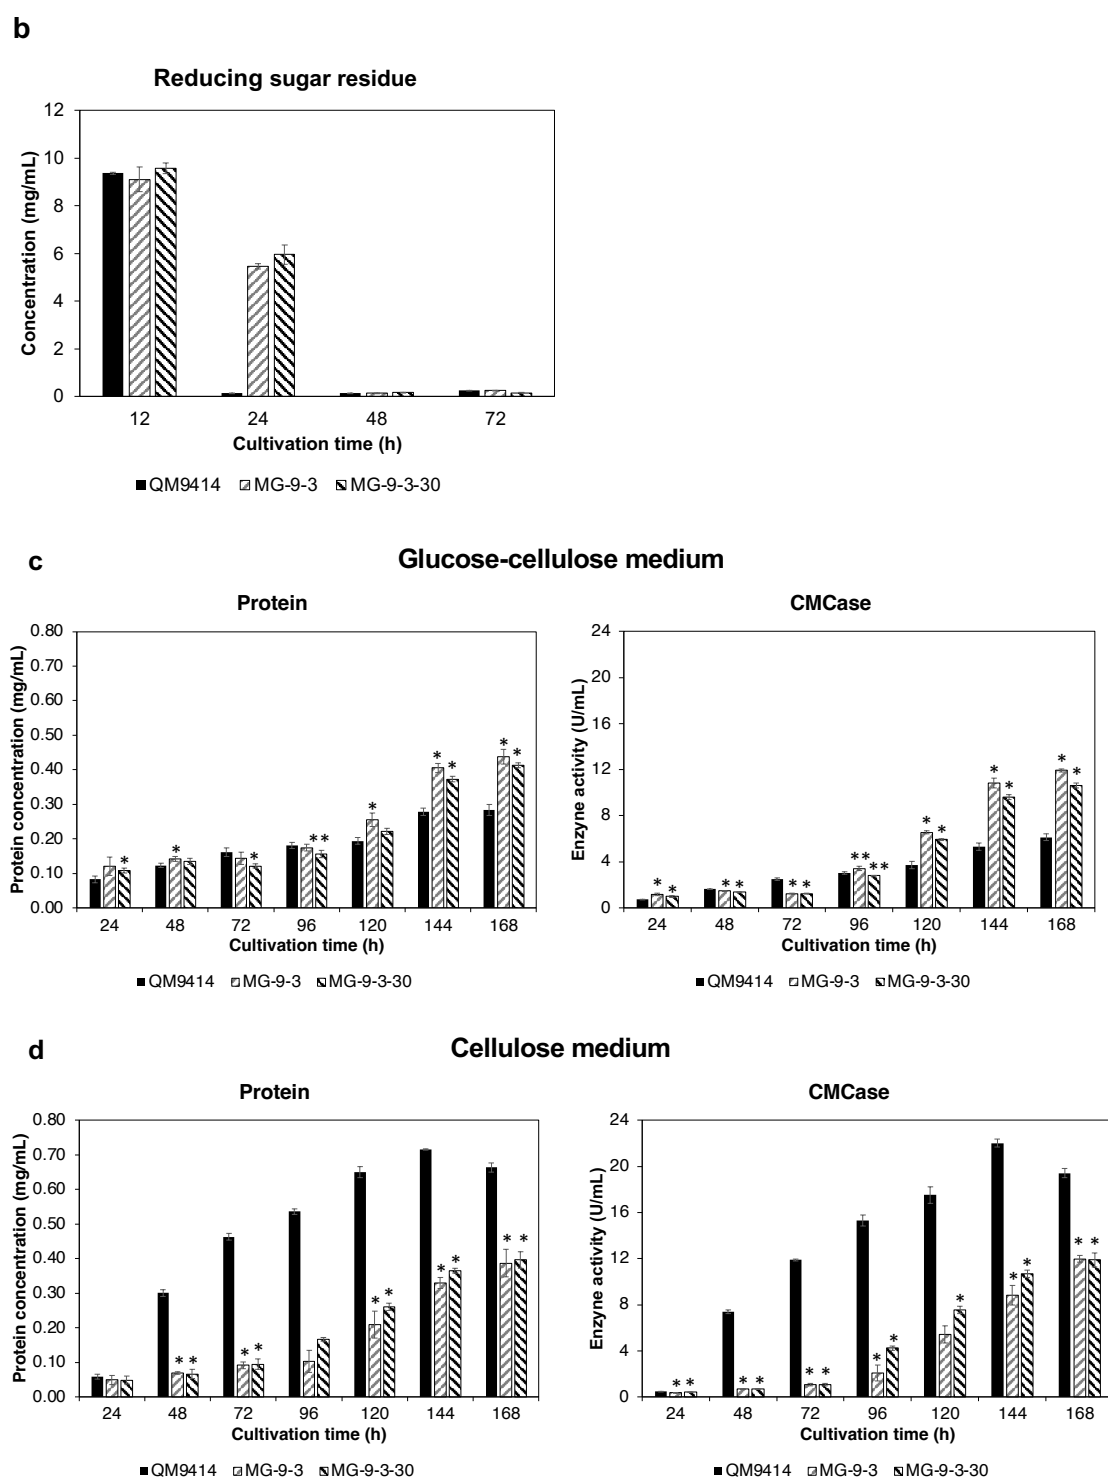 b
Reducing sugar residue
12
10
8
6
4
2
0
Concentration (mg/mL)
12 24 48 72
Cultivation time (h)
QM9414 MG-9-3 MG-9-3-30
c
Glucose-cellulose medium
Protein
0.80
0.70
0.60
0.50
0.40
0.30
0.20
0.10
0.00
Protein concentration (mg/mL)
* * * ** * * * * *
24 48 72 96 120 144 168
Cultivation time (h)
QM9414 MG-9-3 MG-9-3-30
CMCase
24
20
16
12
8
4
0
Enzyme activity (U/mL)
* * * * * * ** ** * * * * * *
24 48 72 96 120 144 168
Cultivation time (h)
QM9414 MG-9-3 MG-9-3-30
d
Cellulose medium
Protein
0.80
0.70
0.60
0.50
0.40
0.30
0.20
0.10
0.00
Protein concentration (mg/mL)
* * * * * * * * * *
24 48 72 96 120 144 168
Cultivation time (h)
QM9414 MG-9-3 MG-9-3-30
CMCase
24
20
16
12
8
4
0
Enzyme activity (U/mL)
* * * * * * * * * * * * *
24 48 72 96 120 144 168
Cultivation time (h)
QM9414 MG-9-3 MG-9-3-30